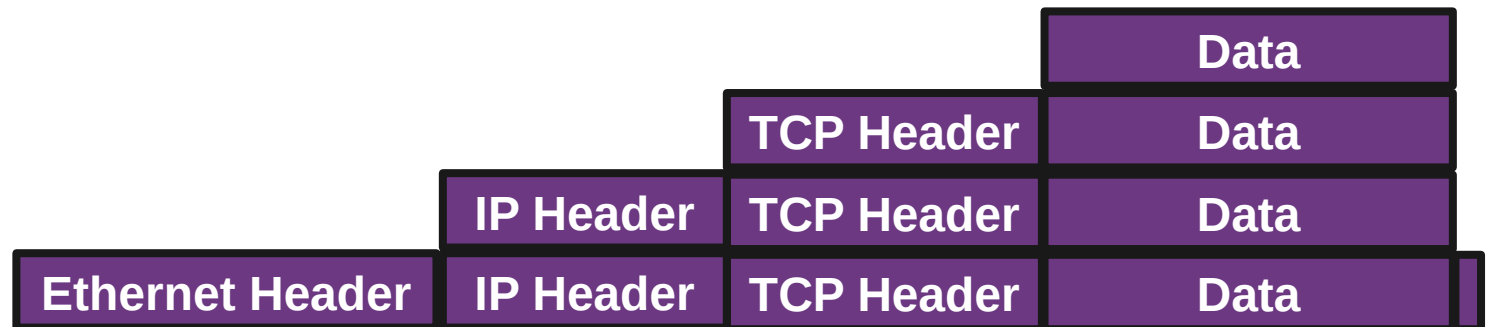 Data
TCP Header Data
IP Header TCP Header Data
Ethernet Header IP Header TCP Header Data